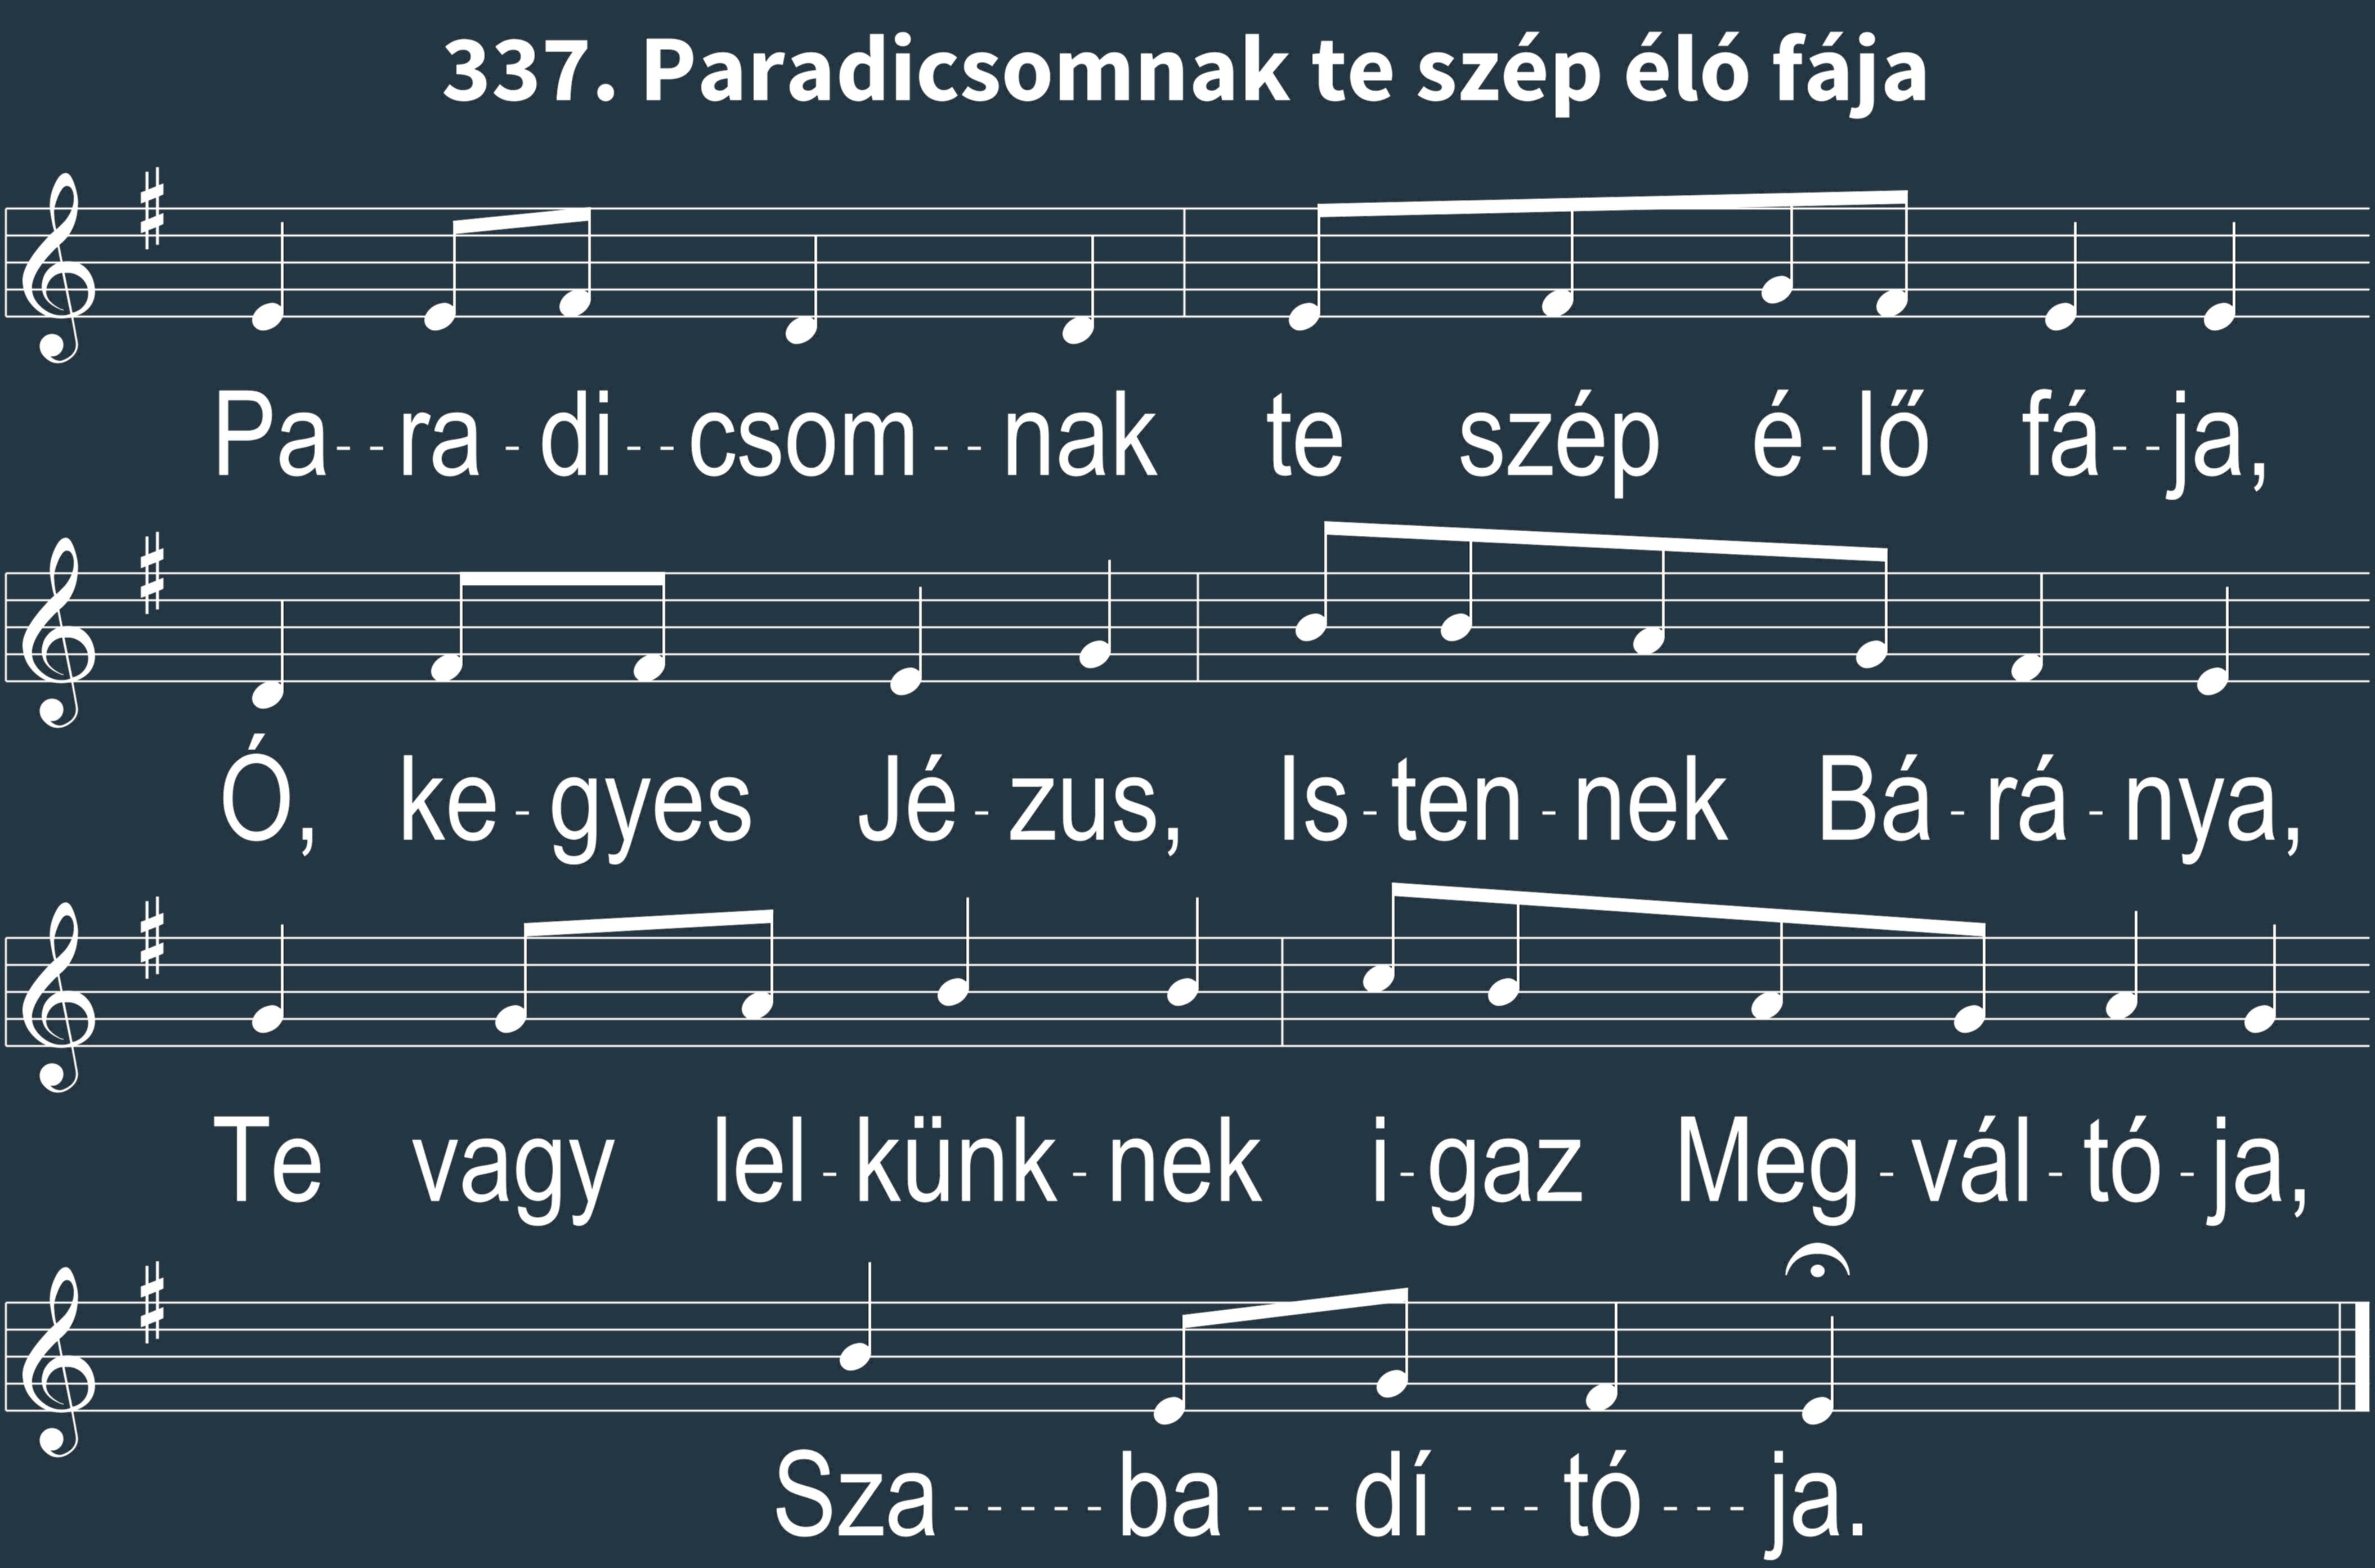 337. Paradicsomnak te szép éló fája
Pa--ra-di--csom--nak te szép é-lő fá--ja,
Ó, ke-gyes Jé-zus, Is-ten-nek Bá-rá-nya,
Te vagy lel-künk-nek i-gaz Meg-vál-tó-ja,
Sza-----ba---dí---tó---ja.